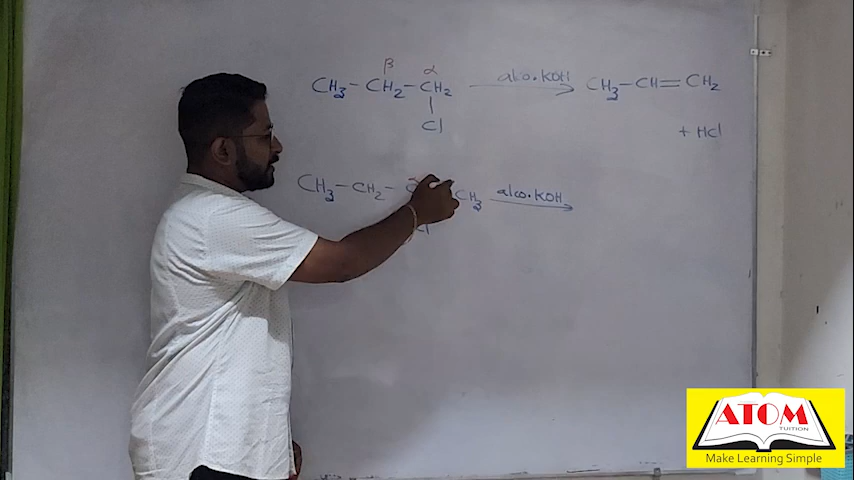 β α
CH3 - CH2 - CH2 alco.KOH CH3 - CH = CH2
Cl + HCl
CH3 - CH2 - CH3 alco.KOH
ATOM
TUITION
Make Learning Simple